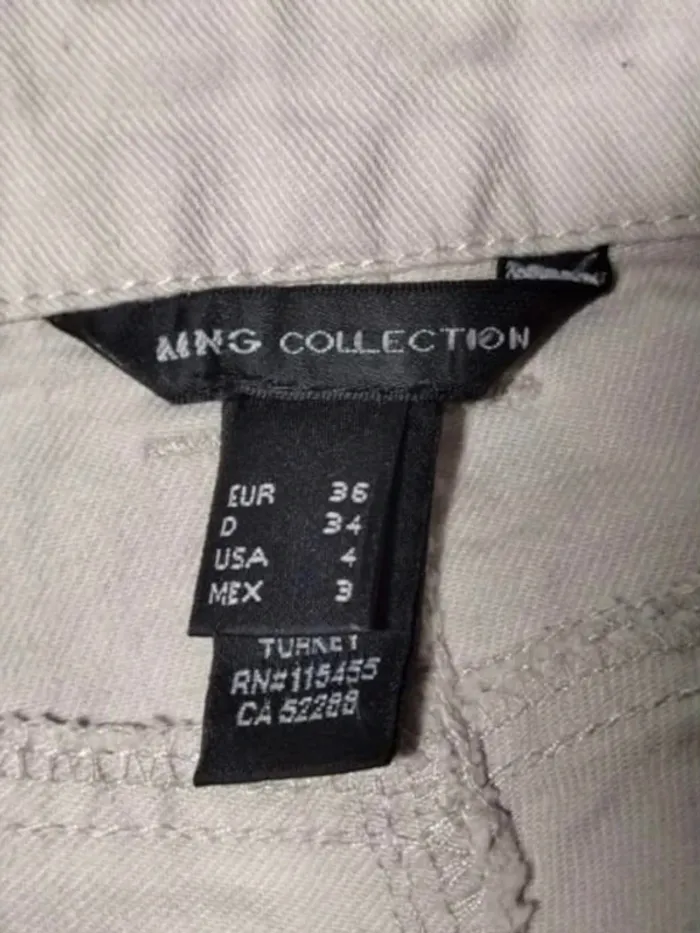 MNG COLLECTION
EUR 36
D 34
USA 4
MEX 3
TURKEY
RN#115455
CA 52288